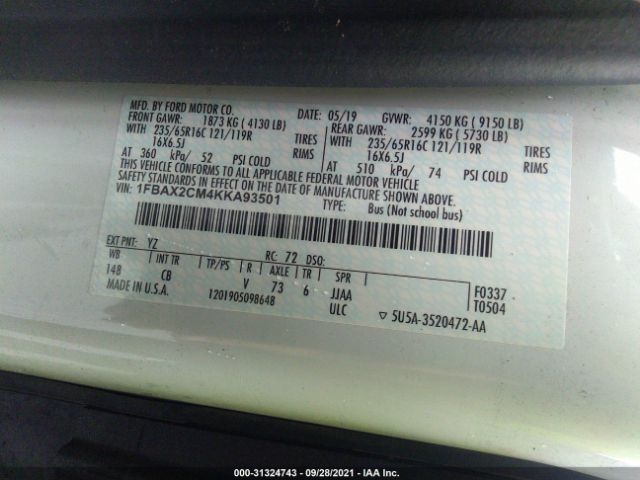 MFD. BY FORD MOTOR CO. DATE: 05/19 GVWR: 4150 KG ( 9150 LB)
FRONT GAWR: 1873 KG ( 4130 LB) REAR GAWR: 2599 KG ( 5730 LB)
WITH 235/65R16C 121/119R TIRES WITH 235/65R16C 121/119R TIRES
16X6.5J RIMS 16X6.5J RIMS
AT 360 kPa/ 52 PSI COLD AT 510 kPa/ 74 PSI COLD
THIS VEHICLE CONFORMS TO ALL APPLICABLE FEDERAL MOTOR VEHICLE
SAFETY STANDARDS IN EFFECT ON THE DATE OF MANUFACTURE SHOWN ABOVE.
VIN: 1FBAX2CM4KKA93501
TYPE: Bus (Not school bus)
EXT PNT: YZ RC: 72 DSO:
WB INT TR TP/PS R AXLE TR SPR
148 CB V 73 6 JJAA F0337
MADE IN U.S.A. 1201905098648 ULC T0504
▽ 5U5A-3520472-AA
000-31324743 - 09/28/2021 - IAA Inc.